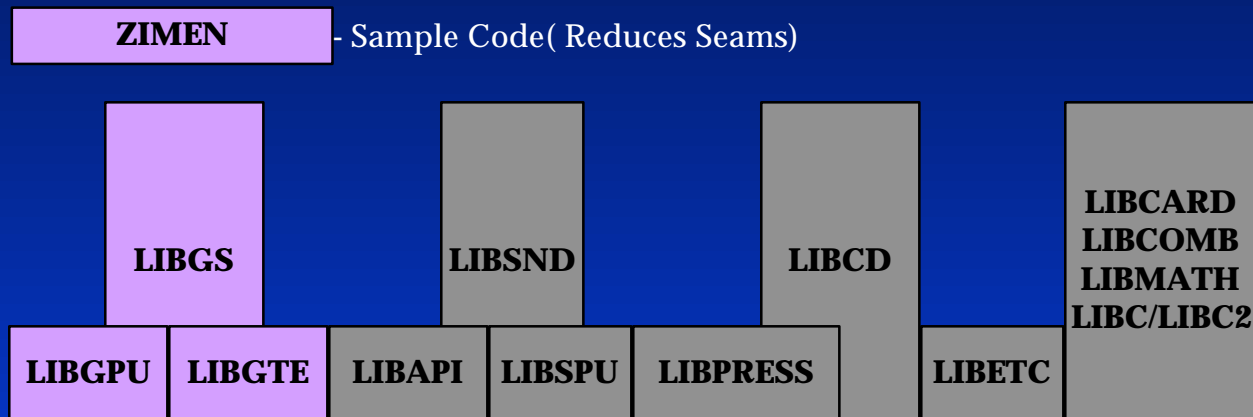 ZIMEN - Sample Code( Reduces Seams)
LIBGS
LIBSND
LIBCD
LIBCARD
LIBCOMB
LIBMATH
LIBC/LIBC2
LIBGPU
LIBGTE
LIBAPI
LIBSPU
LIBPRESS
LIBETC